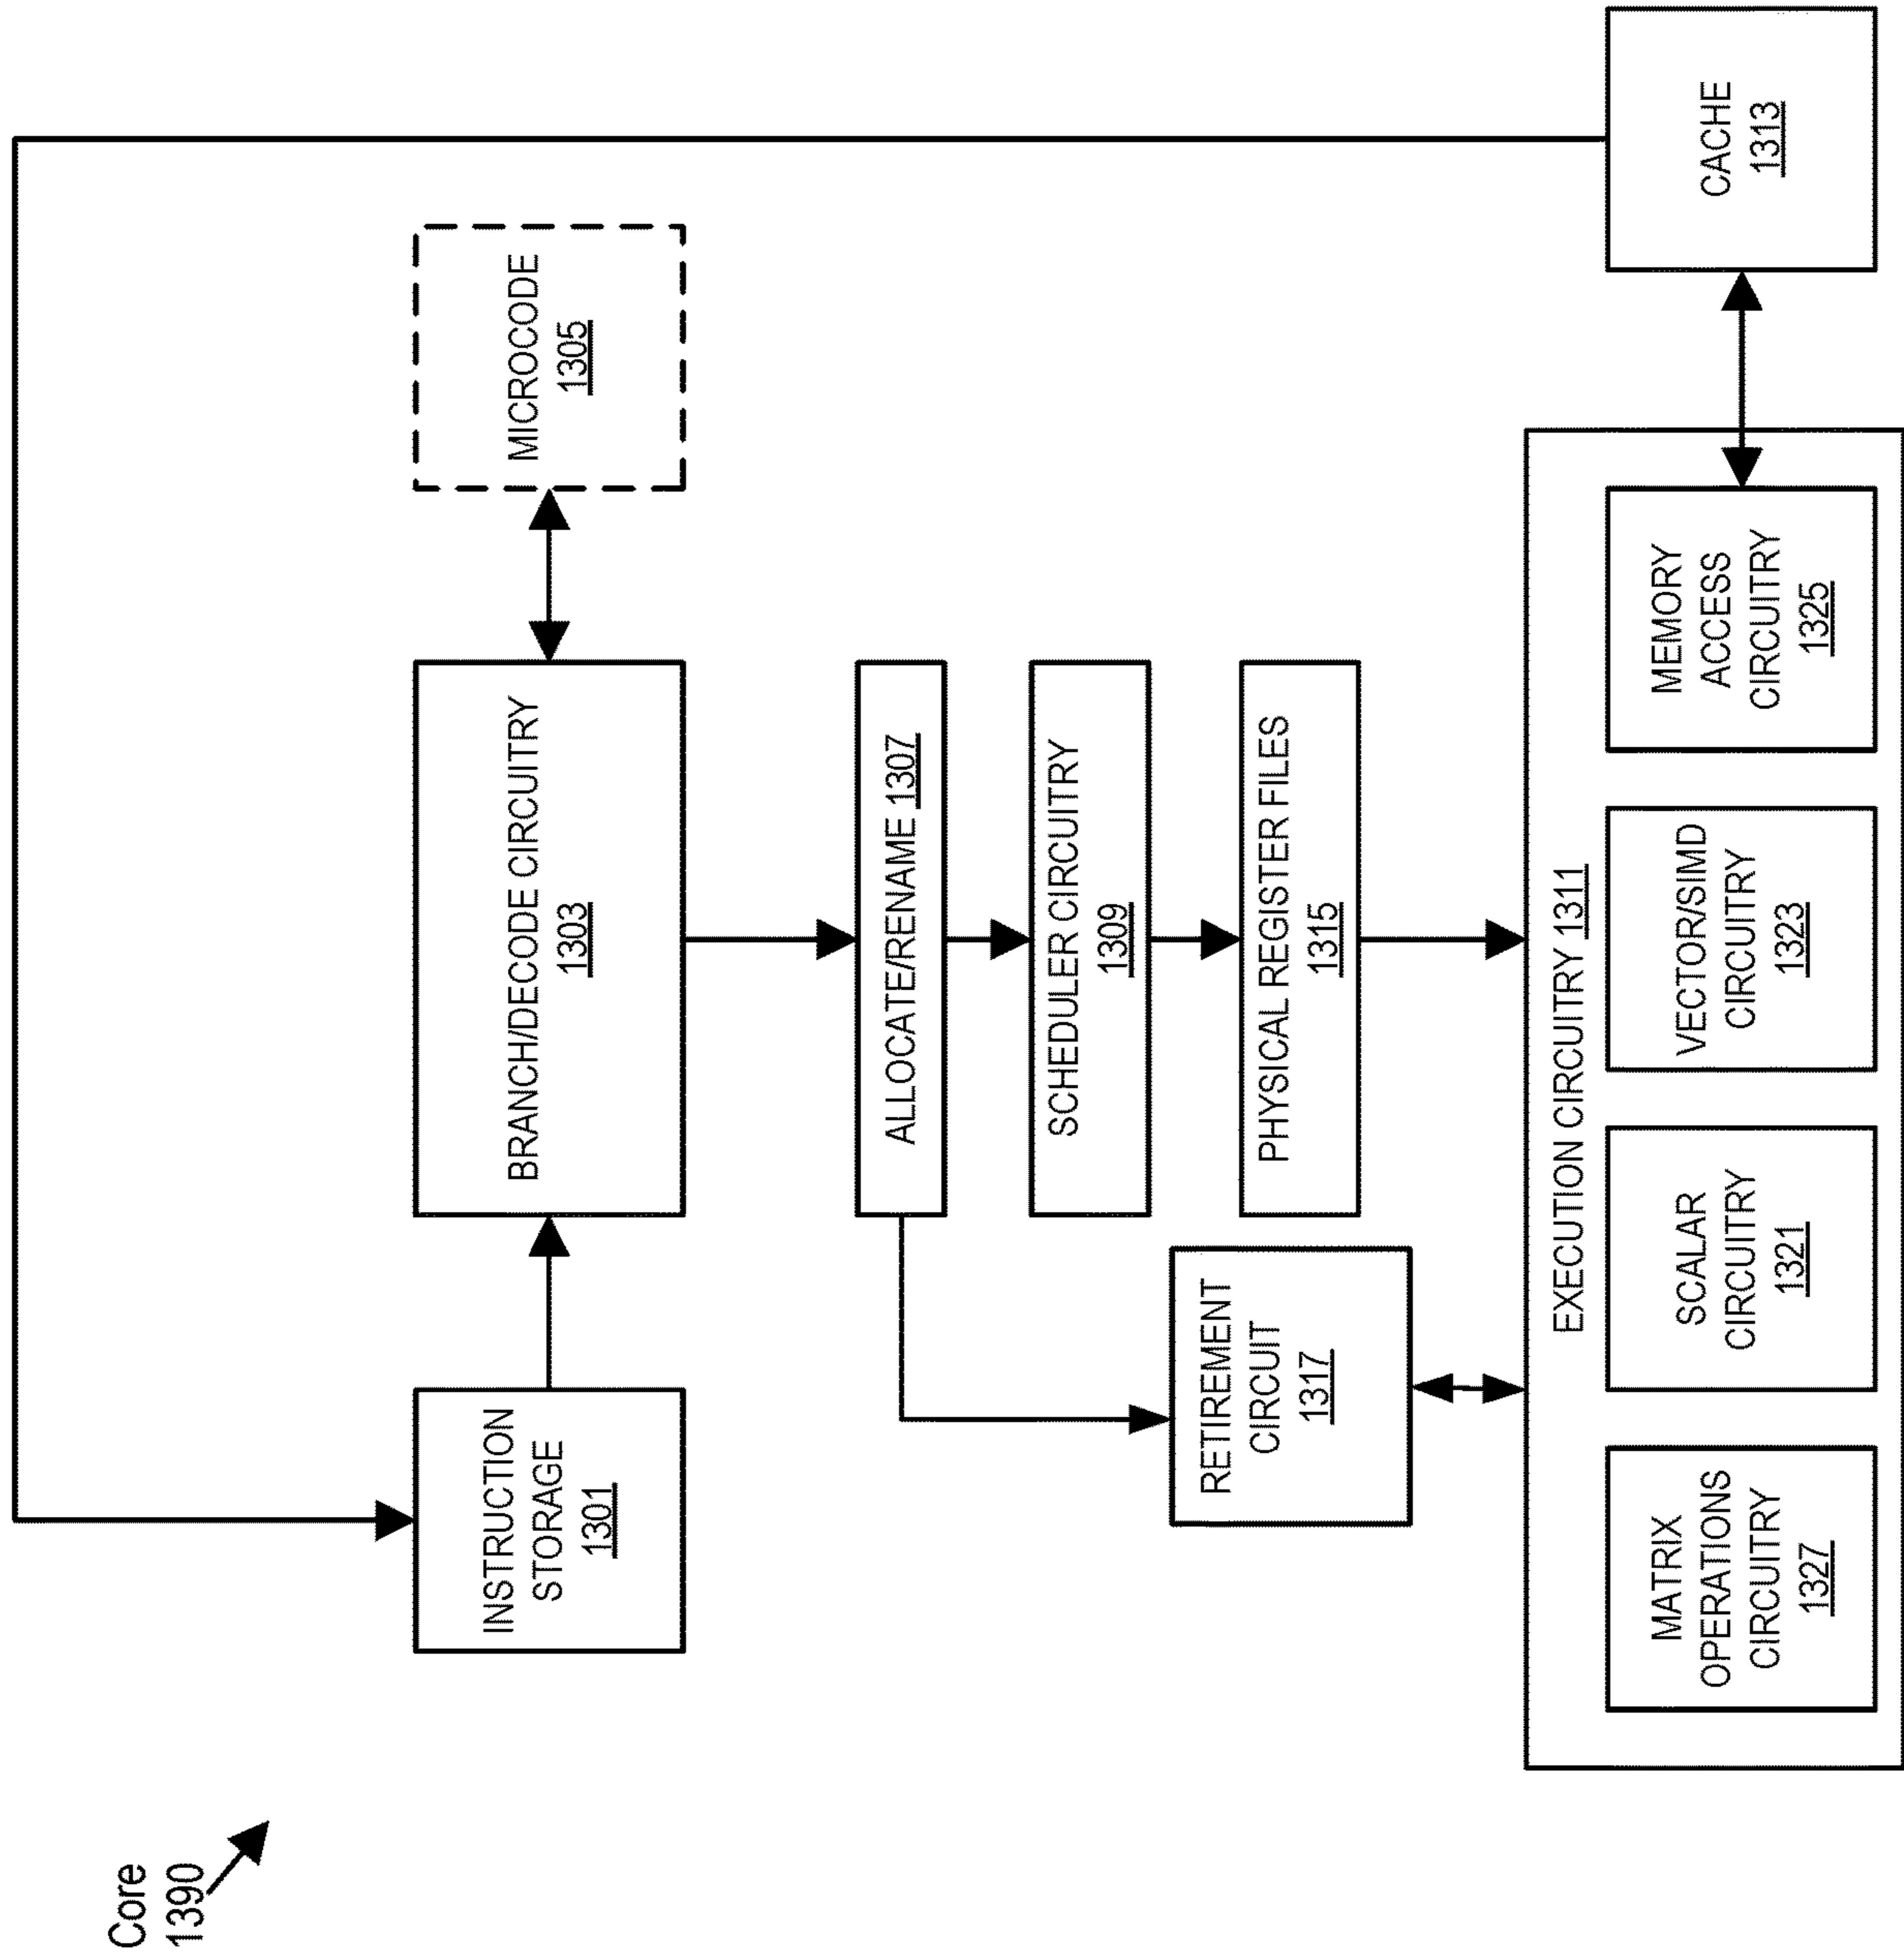 Core
1390
INSTRUCTION
STORAGE
1301
BRANCH/DECODE CIRCUITRY
1303
MICROCODE
1305
ALLOCATE/RENAME 1307
SCHEDULER CIRCUITRY
1309
PHYSICAL REGISTER FILES
1315
RETIREMENT
CIRCUIT
1317
EXECUTION CIRCUITRY 1311
MATRIX
OPERATIONS
CIRCUITRY
1327
SCALAR
CIRCUITRY
1321
VECTOR/SIMD
CIRCUITRY
1323
MEMORY
ACCESS
CIRCUITRY
1325
CACHE
1313